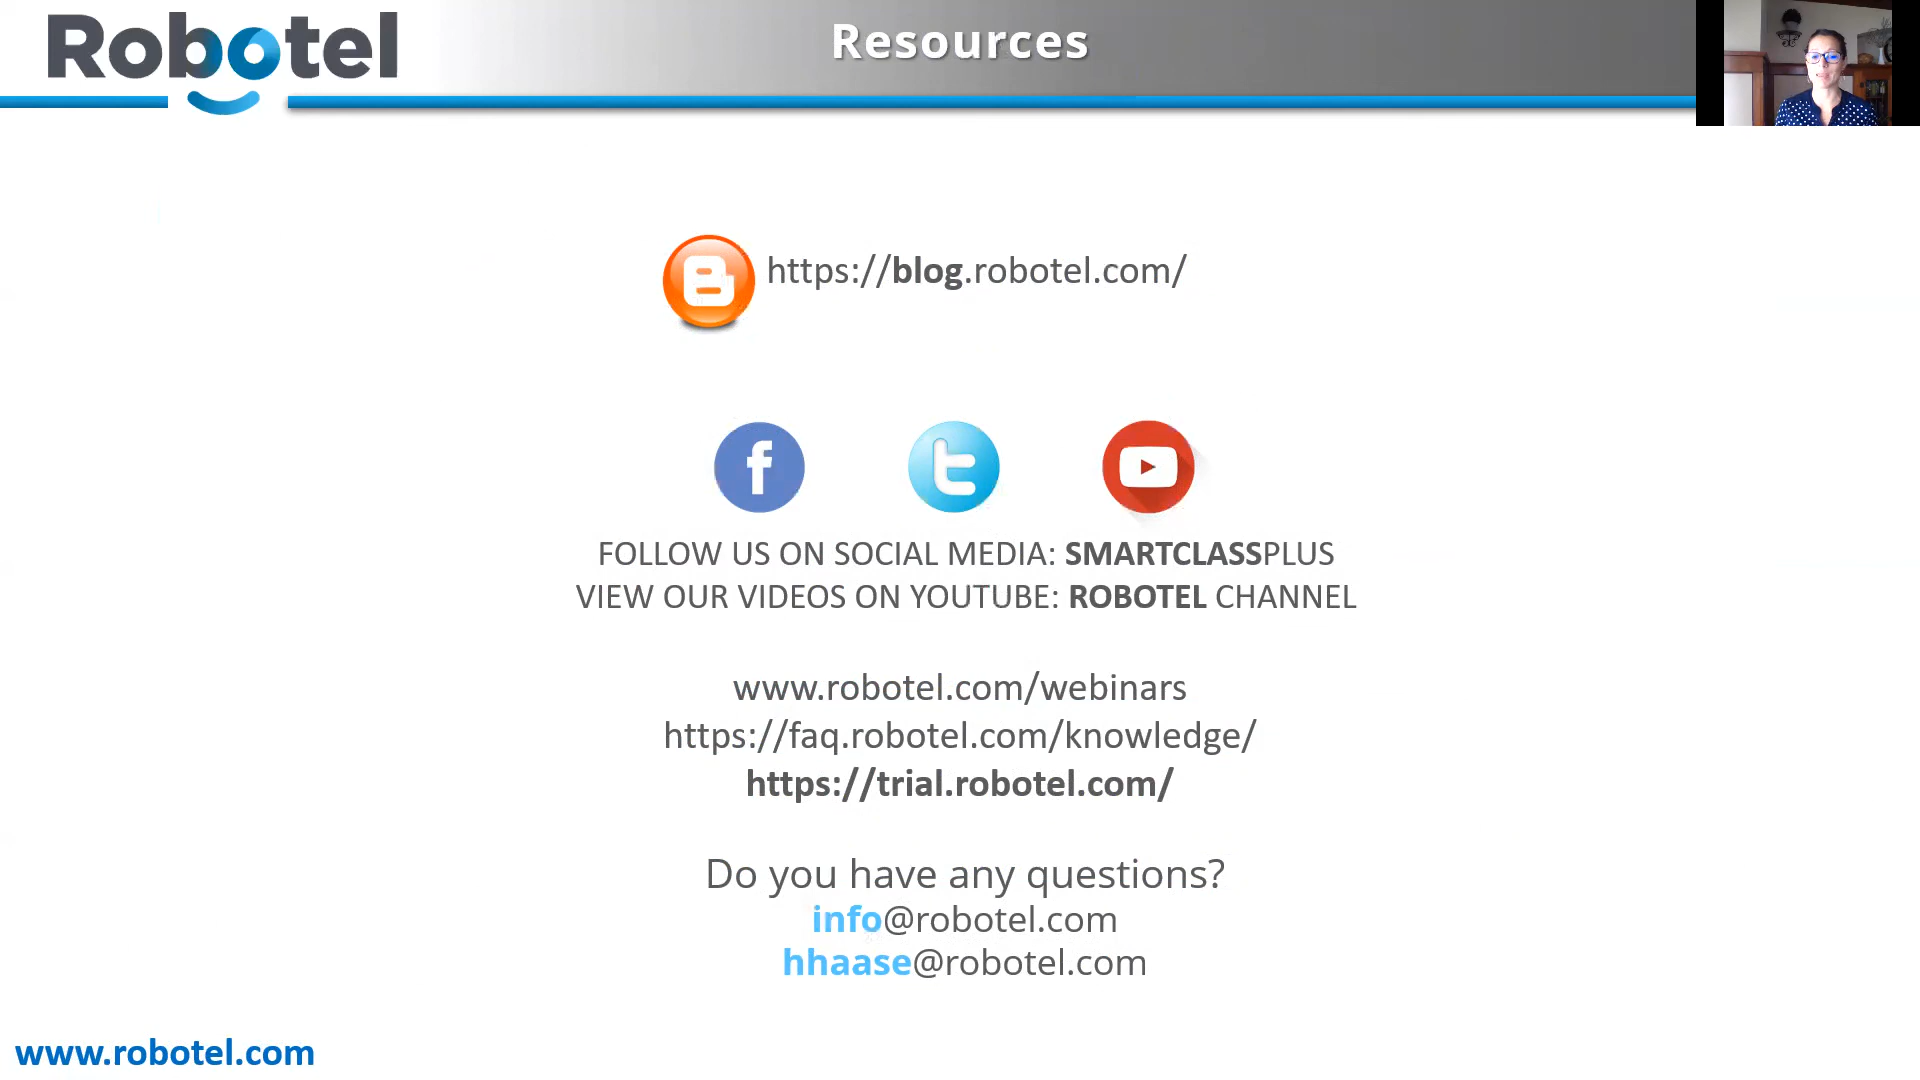 Robotel
Resources
https://blog.robotel.com/
FOLLOW US ON SOCIAL MEDIA: SMARTCLASSPLUS
VIEW OUR VIDEOS ON YOUTUBE: ROBOTEL CHANNEL
www.robotel.com/webinars
https://faq.robotel.com/knowledge/
https://trial.robotel.com/
Do you have any questions?
info@robotel.com
hhaase@robotel.com
www.robotel.com